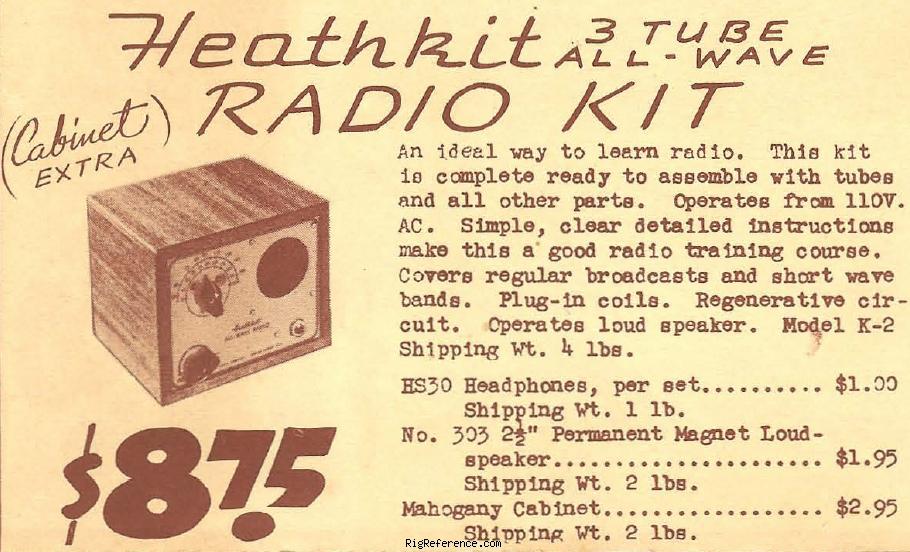 Heathkit 3 TUBE
ALL-WAVE
RADIO KIT
(Cabinet
EXTRA)
An ideal way to learn radio. This kit
is complete ready to assemble with tubes
and all other parts. Operates from 110V.
AC. Simple, clear detailed instructions
make this a good radio training course.
Covers regular broadcasts and short wave
bands. Plug-in coils. Regenerative cir-
cuit. Operates loud speaker. Model K-2
Shipping Wt. 4 lbs.
HS30 Headphones, per set.......... $1.00
Shipping Wt. 1 lb.
No. 303 2½" Permanent Magnet Loud-
speaker...................... $1.95
Shipping Wt. 2 lbs.
Mahogany Cabinet................... $2.95
Shipping Wt. 2 lbs.
$8.75
RigReference.com